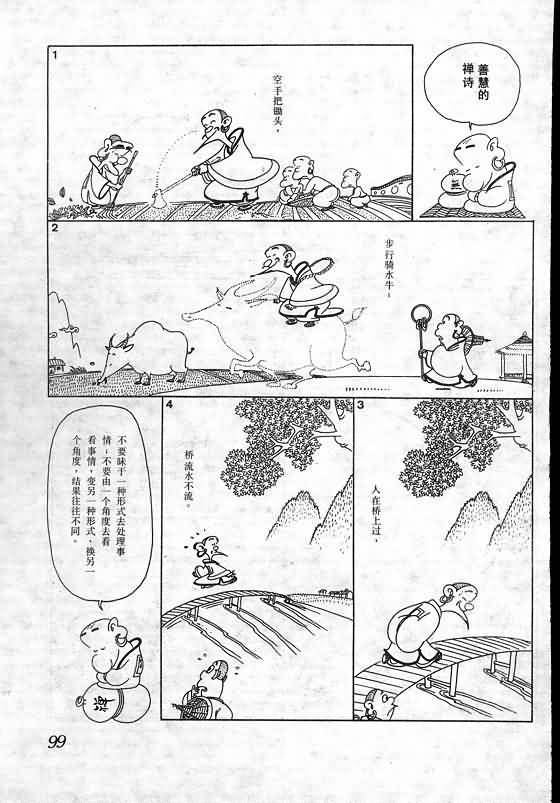 善慧的
禅诗
1
空手把锄头，
2
步行骑水牛；
3
人在桥上过，
4
桥流水不流。
不要昧于一种形式去处理事
情；不要由一个角度去看
看事情，变另一种形式、换另一
个角度，结果往往不同。
禅
99